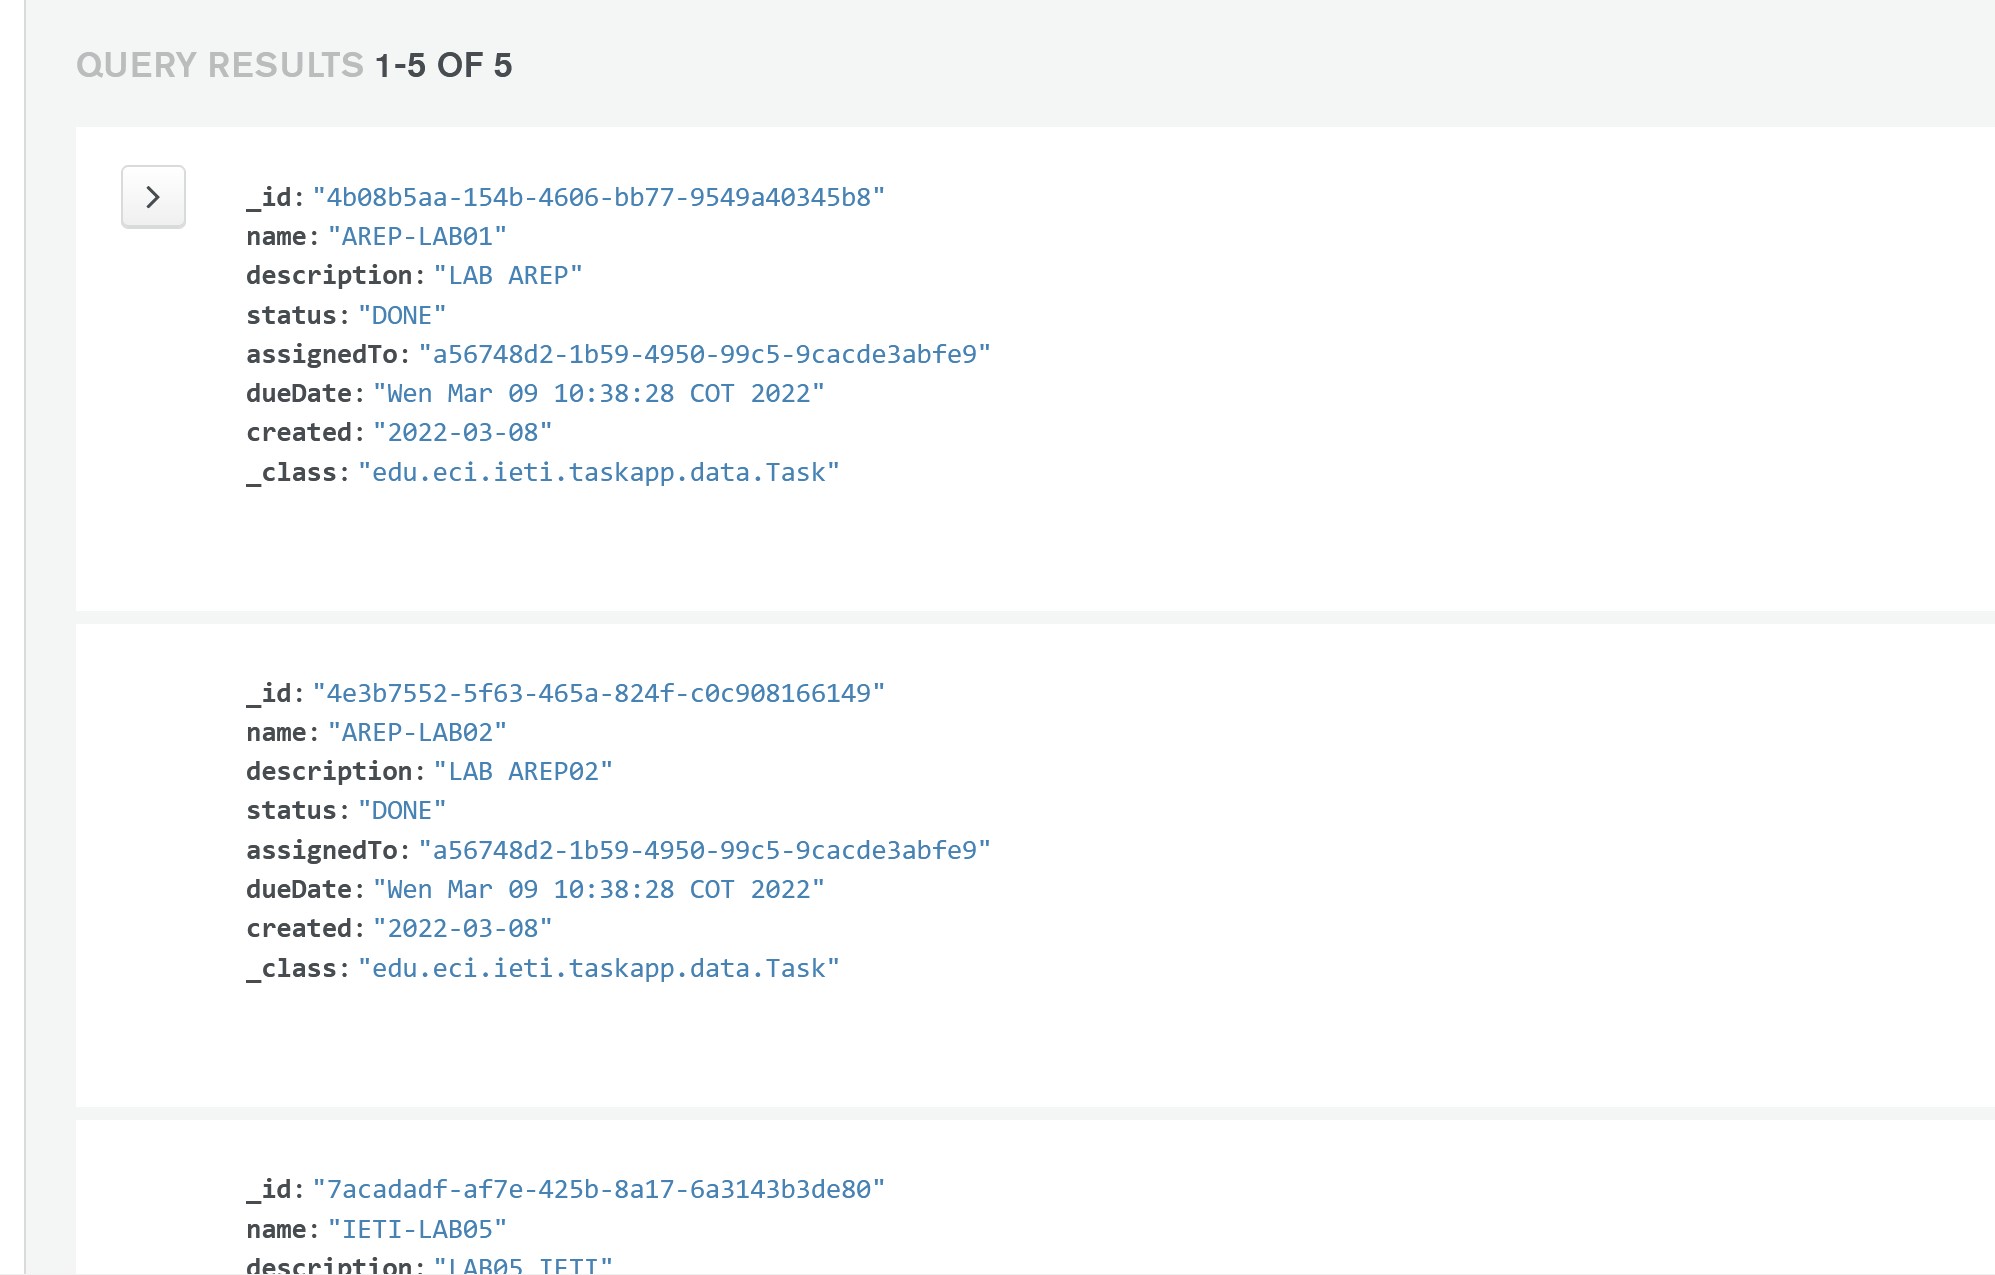 QUERY RESULTS 1-5 OF 5
_id: "4b08b5aa-154b-4606-bb77-9549a40345b8"
name: "AREP-LAB01"
description: "LAB AREP"
status: "DONE"
assignedTo: "a56748d2-1b59-4950-99c5-9cacde3abfe9"
dueDate: "Wen Mar 09 10:38:28 COT 2022"
created: "2022-03-08"
_class: "edu.eci.ieti.taskapp.data.Task"
_id: "4e3b7552-5f63-465a-824f-c0c908166149"
name: "AREP-LAB02"
description: "LAB AREP02"
status: "DONE"
assignedTo: "a56748d2-1b59-4950-99c5-9cacde3abfe9"
dueDate: "Wen Mar 09 10:38:28 COT 2022"
created: "2022-03-08"
_class: "edu.eci.ieti.taskapp.data.Task"
_id: "7acadadf-af7e-425b-8a17-6a3143b3de80"
name: "IETI-LAB05"
description: "LAB05 IETI"